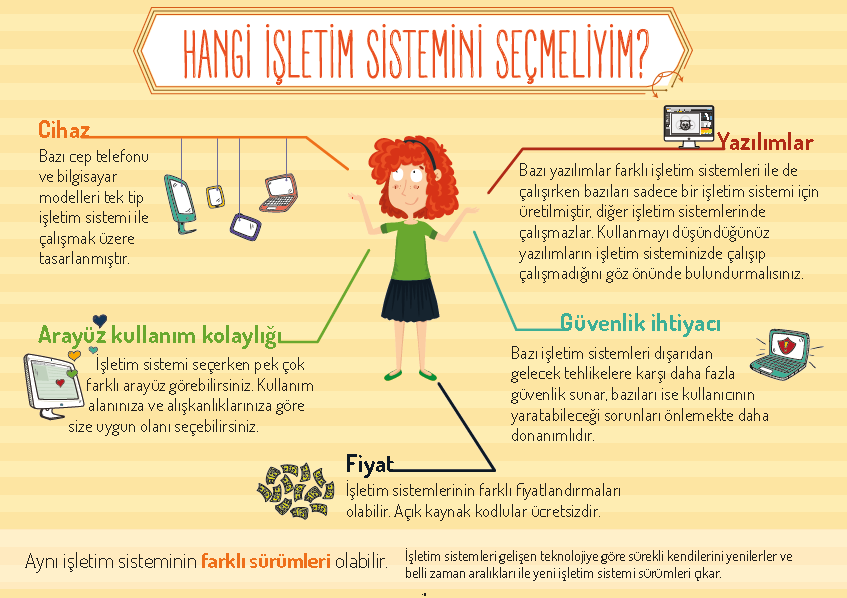 HANGİ İŞLETİM SİSTEMİNİ SEÇMELİYİM?
Cihaz
Bazı cep telefonu
ve bilgisayar
modelleri tek tip
işletim sistemi ile
çalışmak üzere
tasarlanmıştır.
Yazılımlar
Bazı yazılımlar farklı işletim sistemleri ile de
çalışırken bazıları sadece bir işletim sistemi için
üretilmiştir, diğer işletim sistemlerinde
çalışmazlar. Kullanmayı düşündüğünüz
yazılımların işletim sisteminizde çalışıp
çalışmadığını göz önünde bulundurmalısınız.
Arayüz kullanım kolaylığı
İşletim sistemi seçerken pek çok
farklı arayüz görebilirsiniz. Kullanım
alanınıza ve alışkanlıklarınıza göre
size uygun olanı seçebilirsiniz.
Güvenlik ihtiyacı
Bazı işletim sistemleri dışarıdan
gelecek tehlikelere karşı daha fazla
güvenlik sunar, bazıları ise kullanıcının
yaratabileceği sorunları önlemekte daha
donanımlıdır.
Fiyat
İşletim sistemlerinin farklı fiyatlandırmaları
olabilir. Açık kaynak kodlular ücretsizdir.
Aynı işletim sisteminin farklı sürümleri olabilir.
İşletim sistemleri gelişen teknolojiye göre sürekli kendilerini yenilerler ve
belli zaman aralıkları ile yeni işletim sistemi sürümleri çıkar.